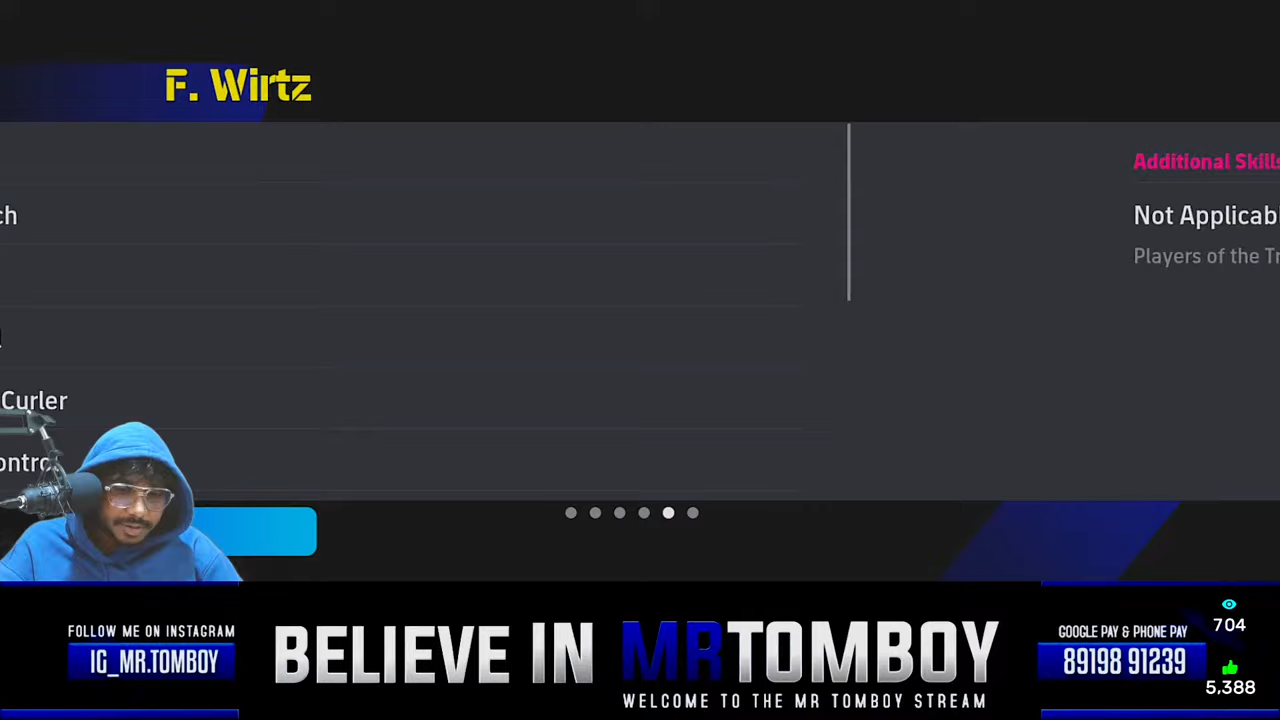 F. Wirtz
Additional Skills
Not Applicabl
Players of the Tr
ch
Curler
ontro
FOLLOW ME ON INSTAGRAM
IG_MR.TOMBOY
BELIEVE IN MRTOMBOY
WELCOME TO THE MR TOMBOY STREAM
GOOGLE PAY & PHONE PAY
89198 91239
704
5,388